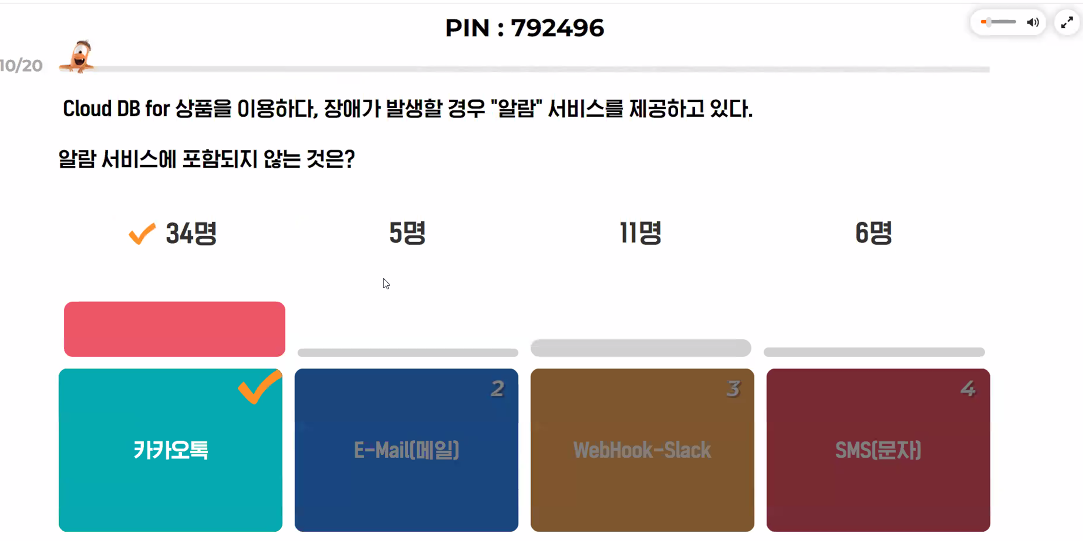 PIN : 792496
10/20
Cloud DB for 상품을 이용하다, 장애가 발생할 경우 "알람" 서비스를 제공하고 있다.
알람 서비스에 포함되지 않는 것은?
34명
5명
11명
6명
카카오톡
2
E-Mail(메일)
3
WebHook-Slack
4
SMS(문자)